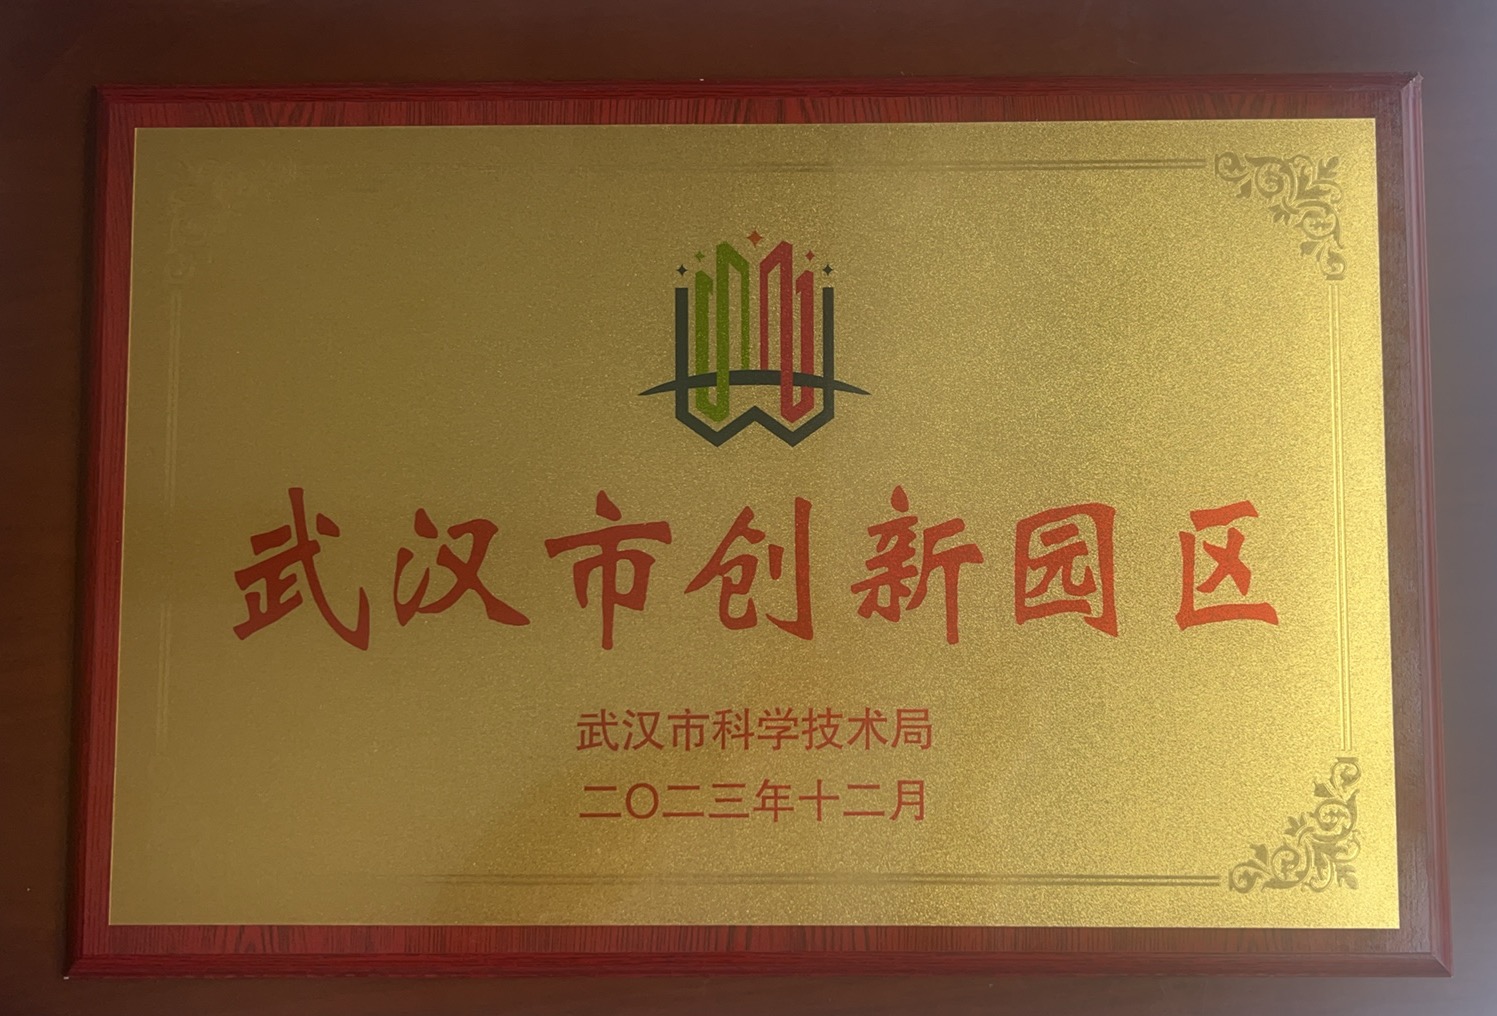 武汉市创新园区
武汉市科学技术局
二〇二三年十二月